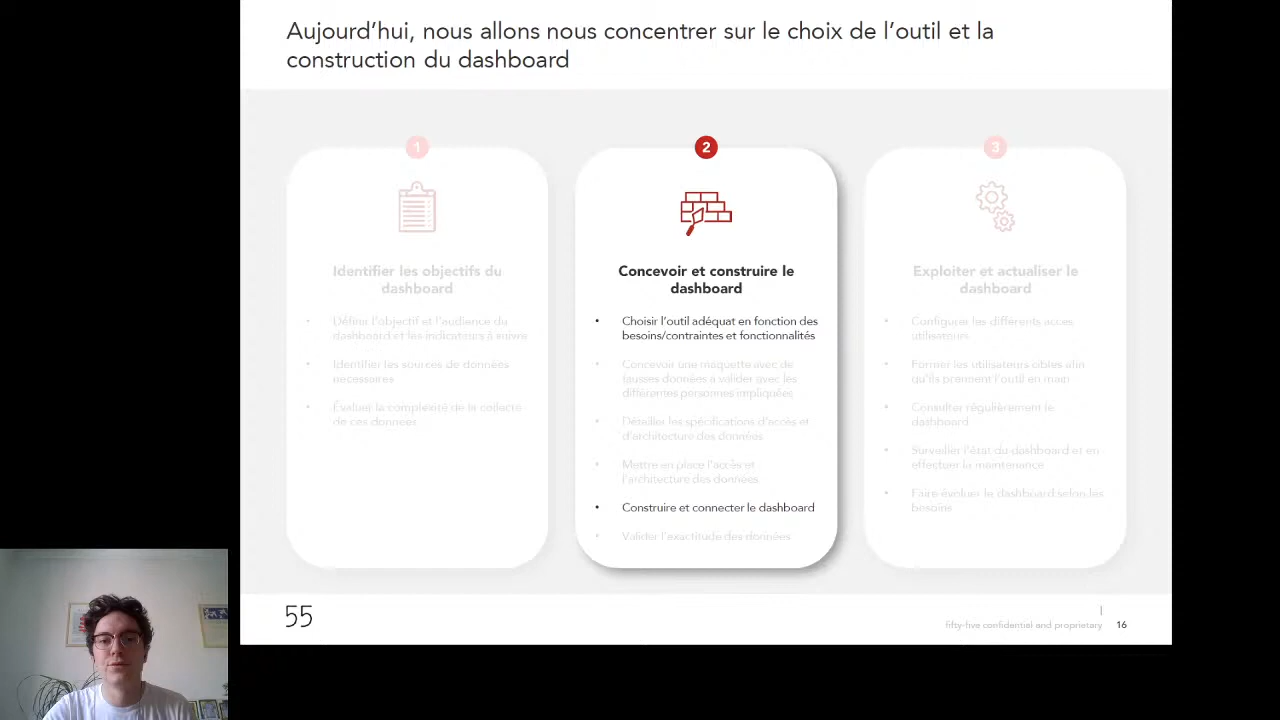 Aujourd’hui, nous allons nous concentrer sur le choix de l’outil et la
construction du dashboard
1
Identifier les objectifs du
dashboard
• Définir l’objectif et l’audience du
dashboard et les indicateurs à suivre
• Identifier les sources de données
nécessaires
• Évaluer la complexité de la collecte
de ces données
2
Concevoir et construire le
dashboard
• Choisir l’outil adéquat en fonction des
besoins/contraintes et fonctionnalités
• Concevoir une maquette avec de
fausses données à valider avec les
différentes personnes impliquées
• Détailler les spécifications d’accès et
d’architecture des données
• Mettre en place l’accès et
l’architecture des données
• Construire et connecter le dashboard
• Valider l’exactitude des données
3
Exploiter et actualiser le
dashboard
• Configurer les différents accès
utilisateurs
• Former les utilisateurs cibles afin
qu’ils prennent l’outil en main
• Consulter régulièrement le
dashboard
• Surveiller l’état du dashboard et en
effectuer la maintenance
• Faire évoluer le dashboard selon les
besoins
55
|
fifty-five confidential and proprietary 16